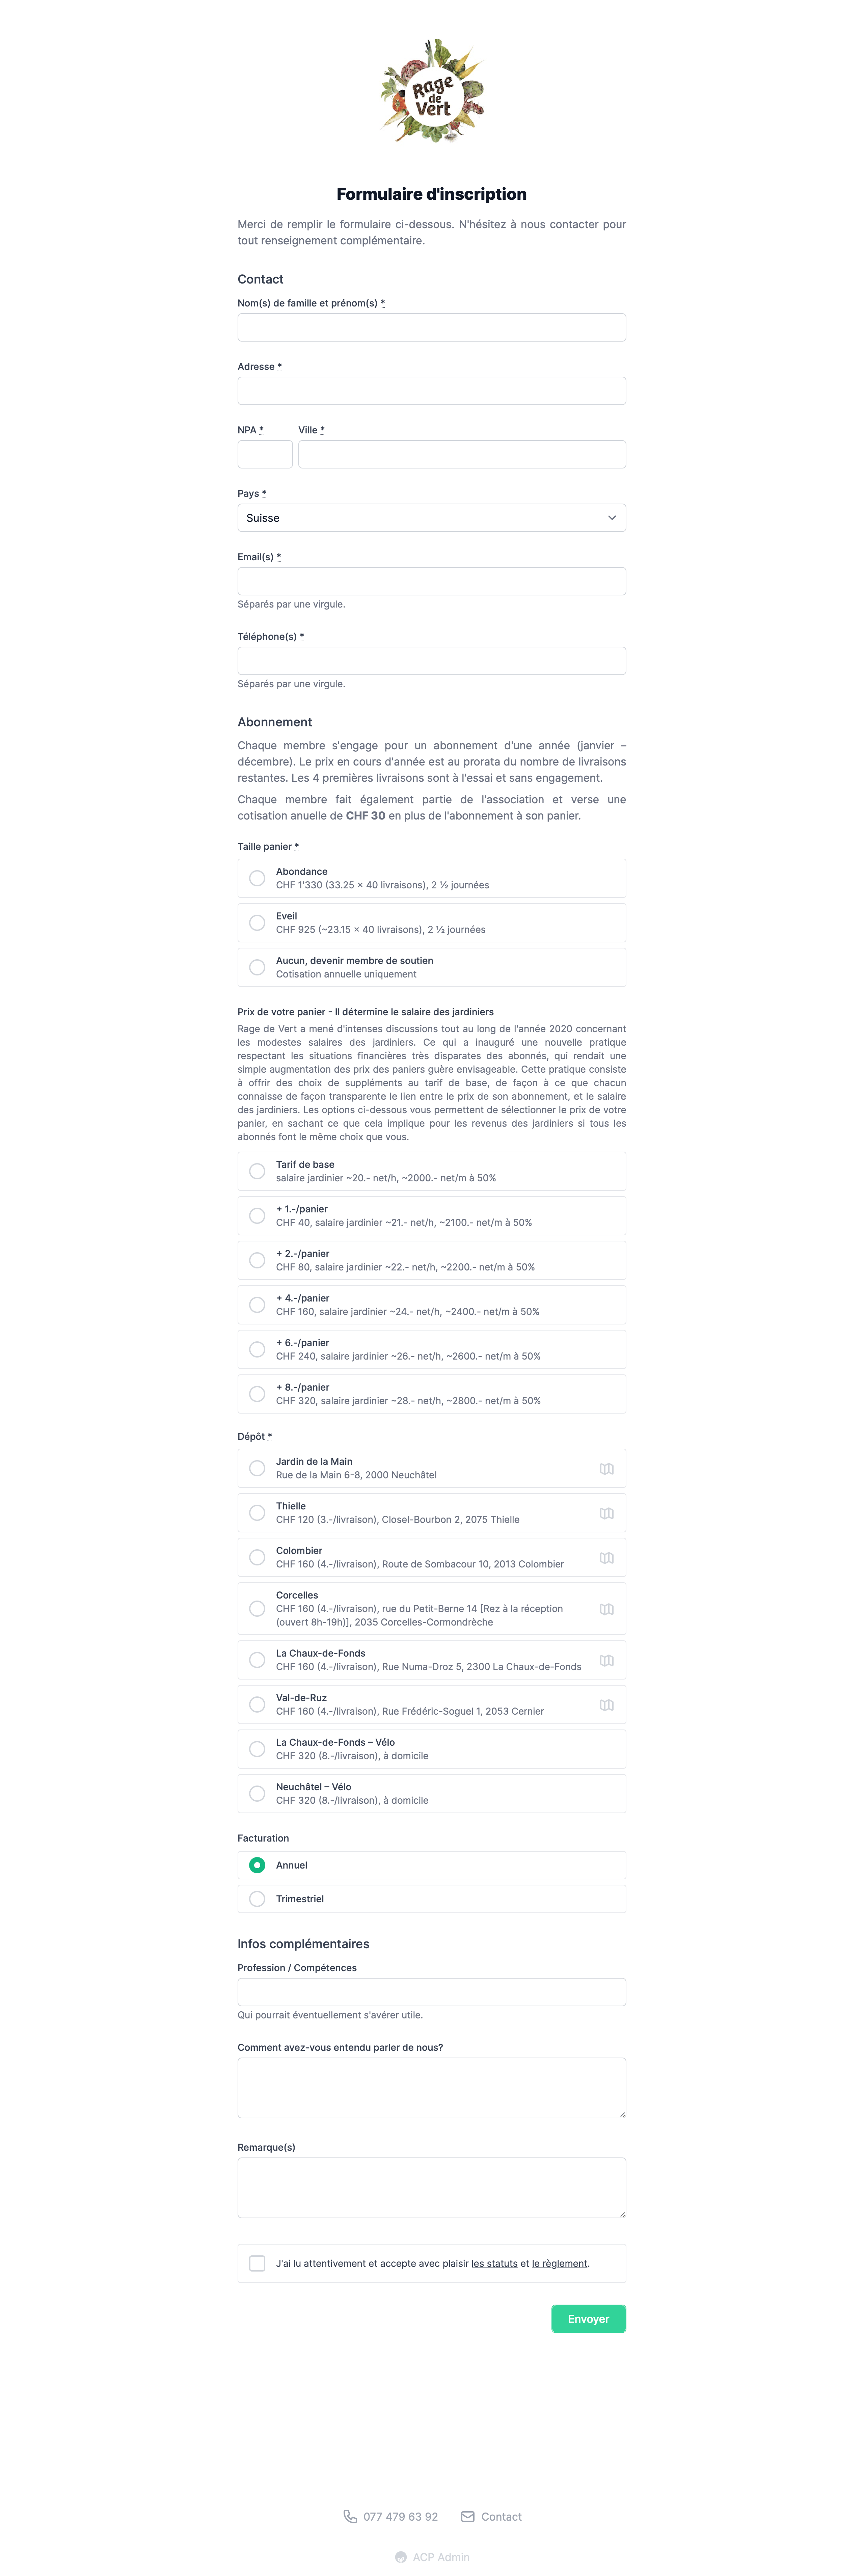 Rage
de
Vert
Formulaire d'inscription
Merci de remplir le formulaire ci-dessous. N'hésitez à nous contacter pour
tout renseignement complémentaire.
Contact
Nom(s) de famille et prénom(s) *
Adresse *
NPA * Ville *
Pays *
Suisse
Email(s) *
Séparés par une virgule.
Téléphone(s) *
Séparés par une virgule.
Abonnement
Chaque membre s'engage pour un abonnement d'une année (janvier –
décembre). Le prix en cours d'année est au prorata du nombre de livraisons
restantes. Les 4 premières livraisons sont à l'essai et sans engagement.
Chaque membre fait également partie de l'association et verse une
cotisation anuelle de CHF 30 en plus de l'abonnement à son panier.
Taille panier *
Abondance
CHF 1'330 (33.25 × 40 livraisons), 2 ½ journées
Eveil
CHF 925 (~23.15 × 40 livraisons), 2 ½ journées
Aucun, devenir membre de soutien
Cotisation annuelle uniquement
Prix de votre panier - Il détermine le salaire des jardiniers
Rage de Vert a mené d'intenses discussions tout au long de l'année 2020 concernant
les modestes salaires des jardiniers. Ce qui a inauguré une nouvelle pratique
respectant les situations financières très disparates des abonnés, qui rendait une
simple augmentation des prix des paniers guère envisageable. Cette pratique consiste
à offrir des choix de suppléments au tarif de base, de façon à ce que chacun
connaisse de façon transparente le lien entre le prix de son abonnement, et le salaire
des jardiniers. Les options ci-dessous vous permettent de sélectionner le prix de votre
panier, en sachant ce que cela implique pour les revenus des jardiniers si tous les
abonnés font le même choix que vous.
Tarif de base
salaire jardinier ~20.- net/h, ~2000.- net/m à 50%
+ 1.-/panier
CHF 40, salaire jardinier ~21.- net/h, ~2100.- net/m à 50%
+ 2.-/panier
CHF 80, salaire jardinier ~22.- net/h, ~2200.- net/m à 50%
+ 4.-/panier
CHF 160, salaire jardinier ~24.- net/h, ~2400.- net/m à 50%
+ 6.-/panier
CHF 240, salaire jardinier ~26.- net/h, ~2600.- net/m à 50%
+ 8.-/panier
CHF 320, salaire jardinier ~28.- net/h, ~2800.- net/m à 50%
Dépôt *
Jardin de la Main
Rue de la Main 6-8, 2000 Neuchâtel
Thielle
CHF 120 (3.-/livraison), Closel-Bourbon 2, 2075 Thielle
Colombier
CHF 160 (4.-/livraison), Route de Sombacour 10, 2013 Colombier
Corcelles
CHF 160 (4.-/livraison), rue du Petit-Berne 14 [Rez à la réception
(ouvert 8h-19h)], 2035 Corcelles-Cormondrèche
La Chaux-de-Fonds
CHF 160 (4.-/livraison), Rue Numa-Droz 5, 2300 La Chaux-de-Fonds
Val-de-Ruz
CHF 160 (4.-/livraison), Rue Frédéric-Soguel 1, 2053 Cernier
La Chaux-de-Fonds – Vélo
CHF 320 (8.-/livraison), à domicile
Neuchâtel – Vélo
CHF 320 (8.-/livraison), à domicile
Facturation
Annuel
Trimestriel
Infos complémentaires
Profession / Compétences
Qui pourrait éventuellement s'avérer utile.
Comment avez-vous entendu parler de nous?
Remarque(s)
J'ai lu attentivement et accepte avec plaisir les statuts et le règlement.
Envoyer
077 479 63 92 Contact
ACP Admin